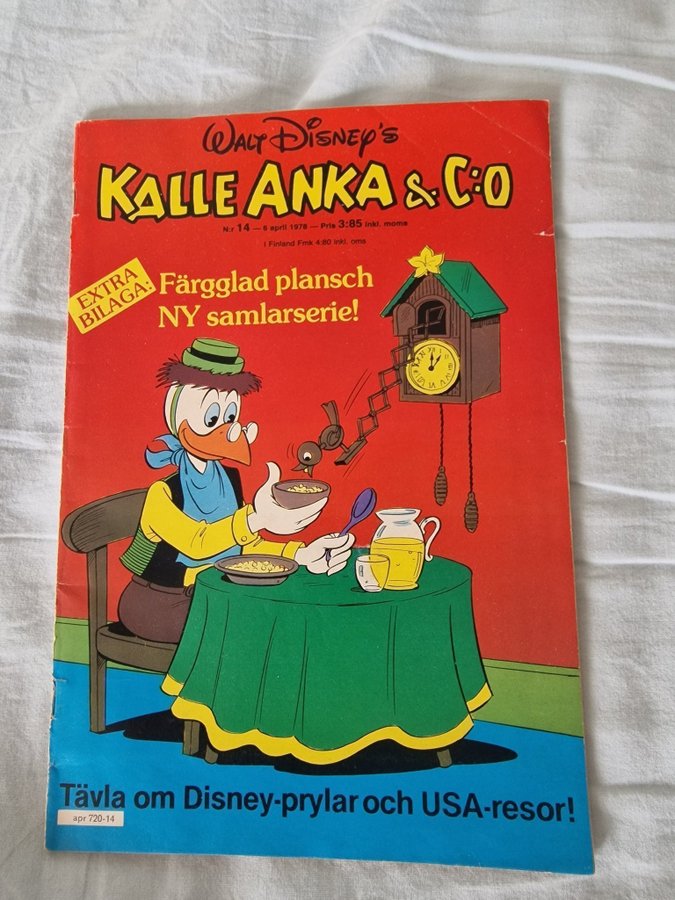 WALT DISNEY'S
KALLE ANKA & C:O
N:r 14 — 6 april 1978 — Pris 3:85 inkl. moms
I Finland Fmk 4:80 inkl. oms
EXTRA
BILAGA:
Färgglad plansch
NY samlarserie!
Tävla om Disney-prylar och USA-resor!
apr 720-14